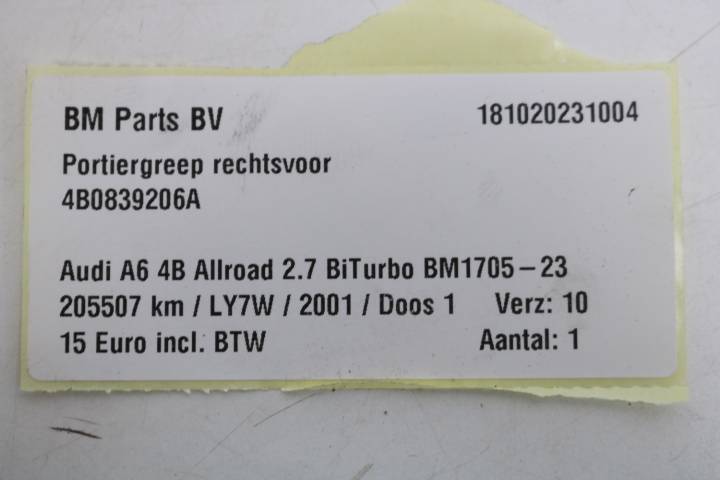 BM Parts BV 181020231004
Portiergreep rechtsvoor
4B0839206A
Audi A6 4B Allroad 2.7 BiTurbo BM1705-23
205507 km / LY7W / 2001 / Doos 1 Verz: 10
15 Euro incl. BTW Aantal: 1